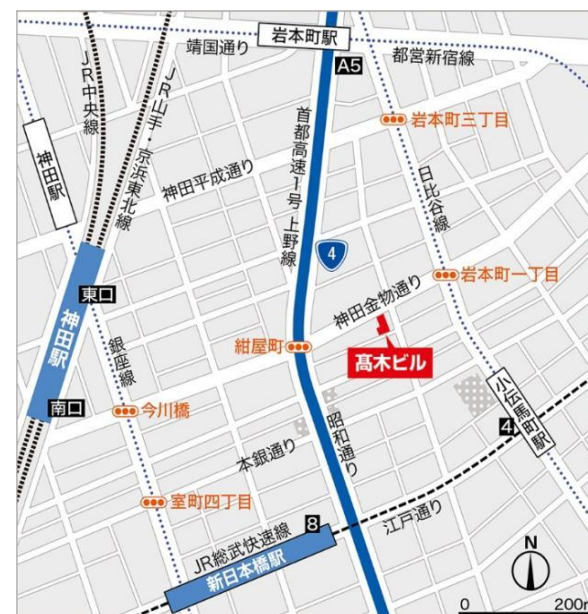 岩本町駅
靖国通り
都営新宿線
A5
JR中央線
JR山手・京浜東北線
首都高速1号 上野線
岩本町三丁目
神田駅
神田平成通り
日比谷線
4
岩本町一丁目
東口
神田金物通り
神田駅
銀座線
紺屋町
髙木ビル
南口
今川橋
昭和通り
小伝馬町駅
本銀通り
4
室町四丁目
8
江戸通り
JR総武快速線
新日本橋駅
N
0 200m